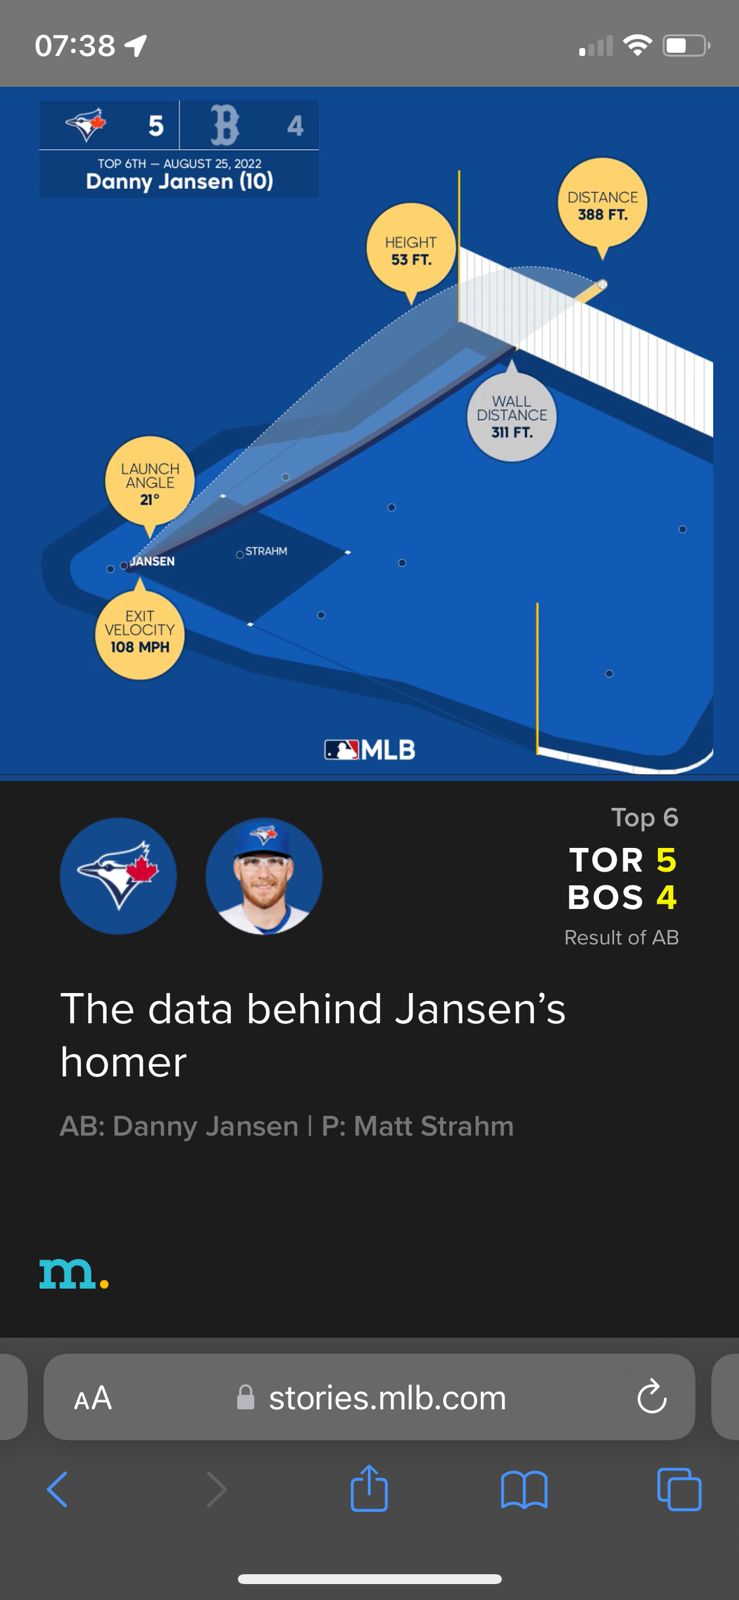 07:38
5
B
4
TOP 6TH — AUGUST 25, 2022
Danny Jansen (10)
DISTANCE
388 FT.
HEIGHT
53 FT.
WALL
DISTANCE
311 FT.
LAUNCH
ANGLE
21°
STRAHM
JANSEN
EXIT
VELOCITY
108 MPH
MLB
Top 6
TOR 5
BOS 4
Result of AB
The data behind Jansen’s
homer
AB: Danny Jansen | P: Matt Strahm
m.
AA
stories.mlb.com